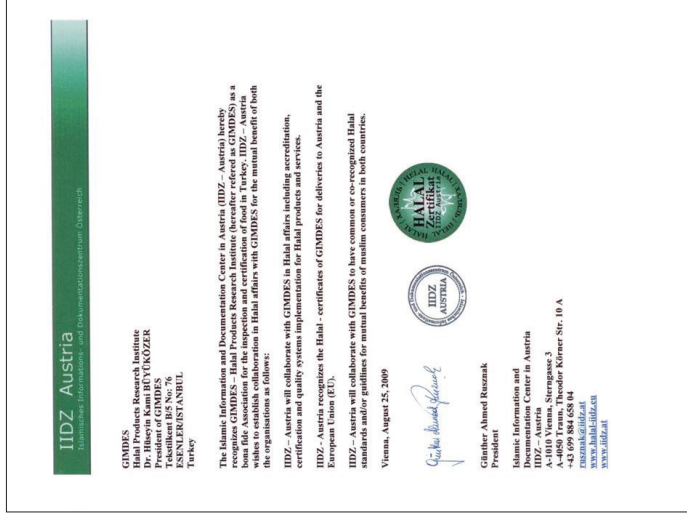 IIDZ Austria
Islamisches Informations- und Dokumentationszentrum Österreich
GIMDES
Halal Products Research Institute
Dr. Hüseyin Kami BÜYÜKÖZER
President of GIMDES
Tekstilkent B5/5 No: 76
ESENLER/ISTANBUL
Turkey
The Islamic Information and Documentation Center in Austria (IIDZ – Austria) hereby
recognizes GIMDES – Halal Products Research Institute (hereafter refered as GIMDES) as a
bona fide Association for the inspection and certification of food in Turkey. IIDZ – Austria
wishes to establish collaboration in Halal affairs with GIMDES for the mutual benefit of both
the organisations as follows:
IIDZ – Austria will collaborate with GIMDES in Halal affairs including accreditation,
certification and quality systems implementation for Halal products and services.
IIDZ - Austria recognizes the Halal - certificates of GIMDES for deliveries to Austria and the
European Union (EU).
IIDZ – Austria will collaborate with GIMDES to have common or co-recognized Halal
standards and/or guidlines for mutual benefits of muslim consumers in both countries.
Vienna, August 25, 2009
IIDZ
AUSTRIA
HALAL
Zertifikat
IIDZ Austria
Günther Ahmed Rusznak
President
Islamic Information and
Documentation Center in Austria
IIDZ – Austria
A-1010 Vienna, Sterngasse 3
A-4050 Traun, Theodor Körner Str. 10 A
+43 699 884 658 04
rusznak@iidz.at
www.halal-iidz.eu
www.iidz.at